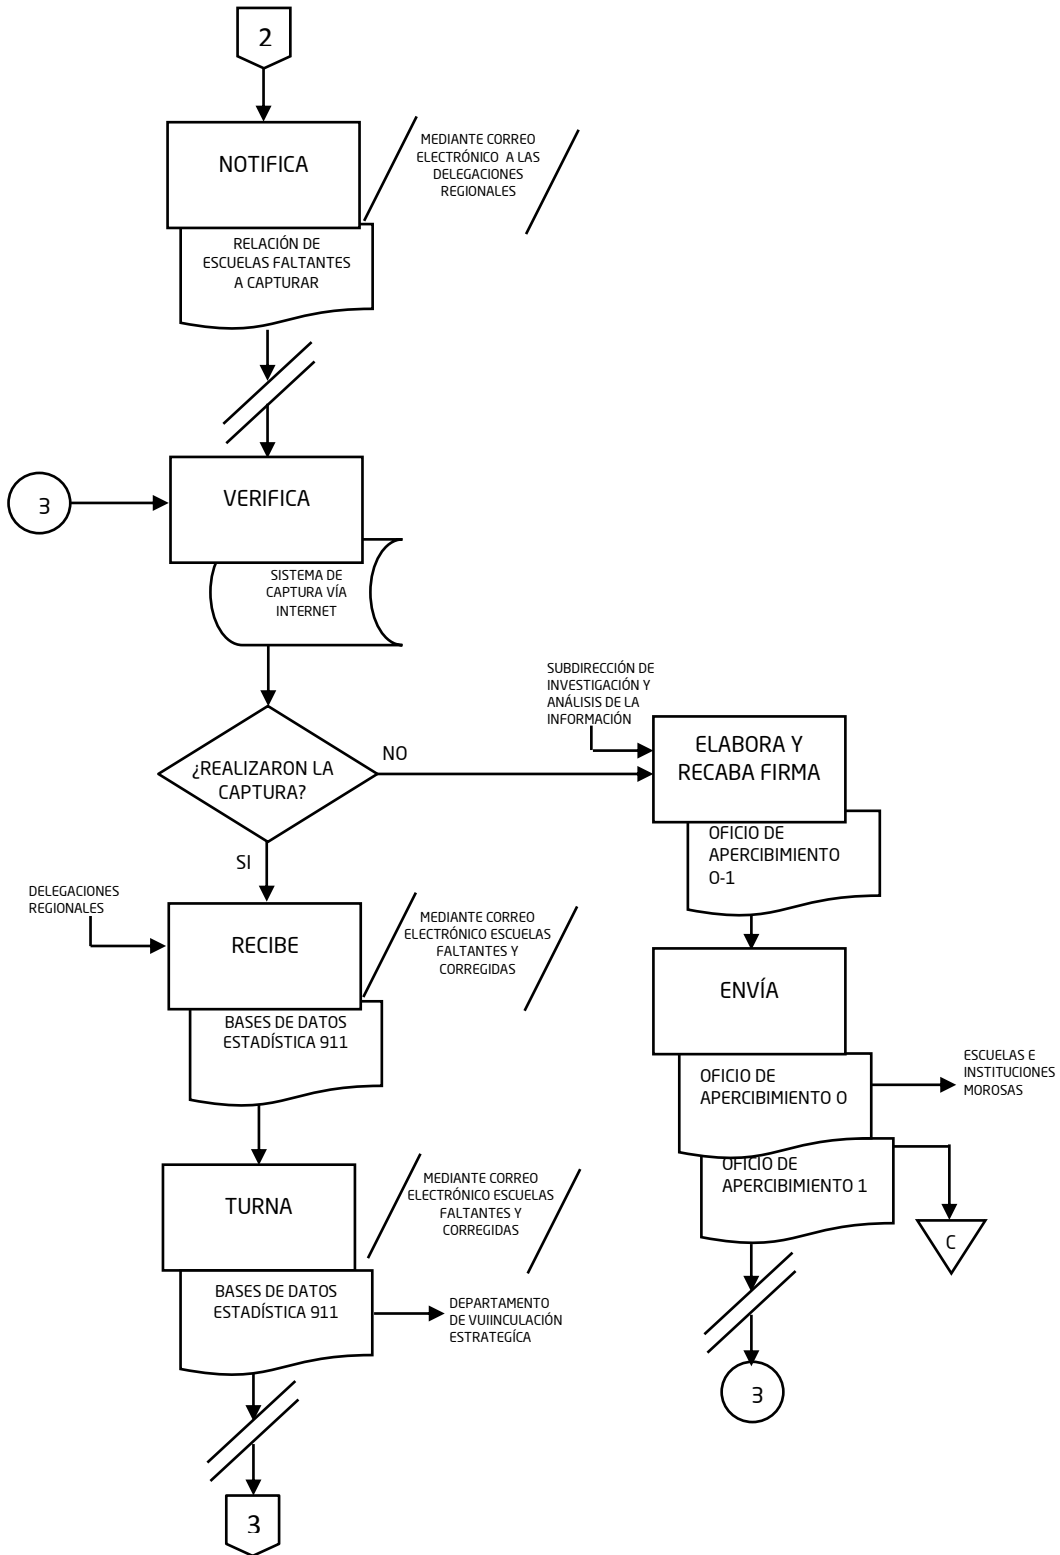 2
NOTIFICA
MEDIANTE CORREO
ELECTRÓNICO A LAS
DELEGACIONES
REGIONALES
RELACIÓN DE
ESCUELAS FALTANTES
A CAPTURAR
3
VERIFICA
SISTEMA DE
CAPTURA VÍA
INTERNET
¿REALIZARON LA
CAPTURA?
NO
SUBDIRECCIÓN DE
INVESTIGACIÓN Y
ANÁLISIS DE LA
INFORMACIÓN
ELABORA Y
RECABA FIRMA
OFICIO DE
APERCIBIMIENTO
O-1
SI
DELEGACIONES
REGIONALES
RECIBE
MEDIANTE CORREO
ELECTRÓNICO ESCUELAS
FALTANTES Y
CORREGIDAS
BASES DE DATOS
ESTADÍSTICA 911
ENVÍA
OFICIO DE
APERCIBIMIENTO O
ESCUELAS E
INSTITUCIONES
MOROSAS
OFICIO DE
APERCIBIMIENTO 1
C
3
TURNA
MEDIANTE CORREO
ELECTRÓNICO ESCUELAS
FALTANTES Y
CORREGIDAS
BASES DE DATOS
ESTADÍSTICA 911
DEPARTAMENTO
DE VUIINCULACIÓN
ESTRATEGÍCA
3